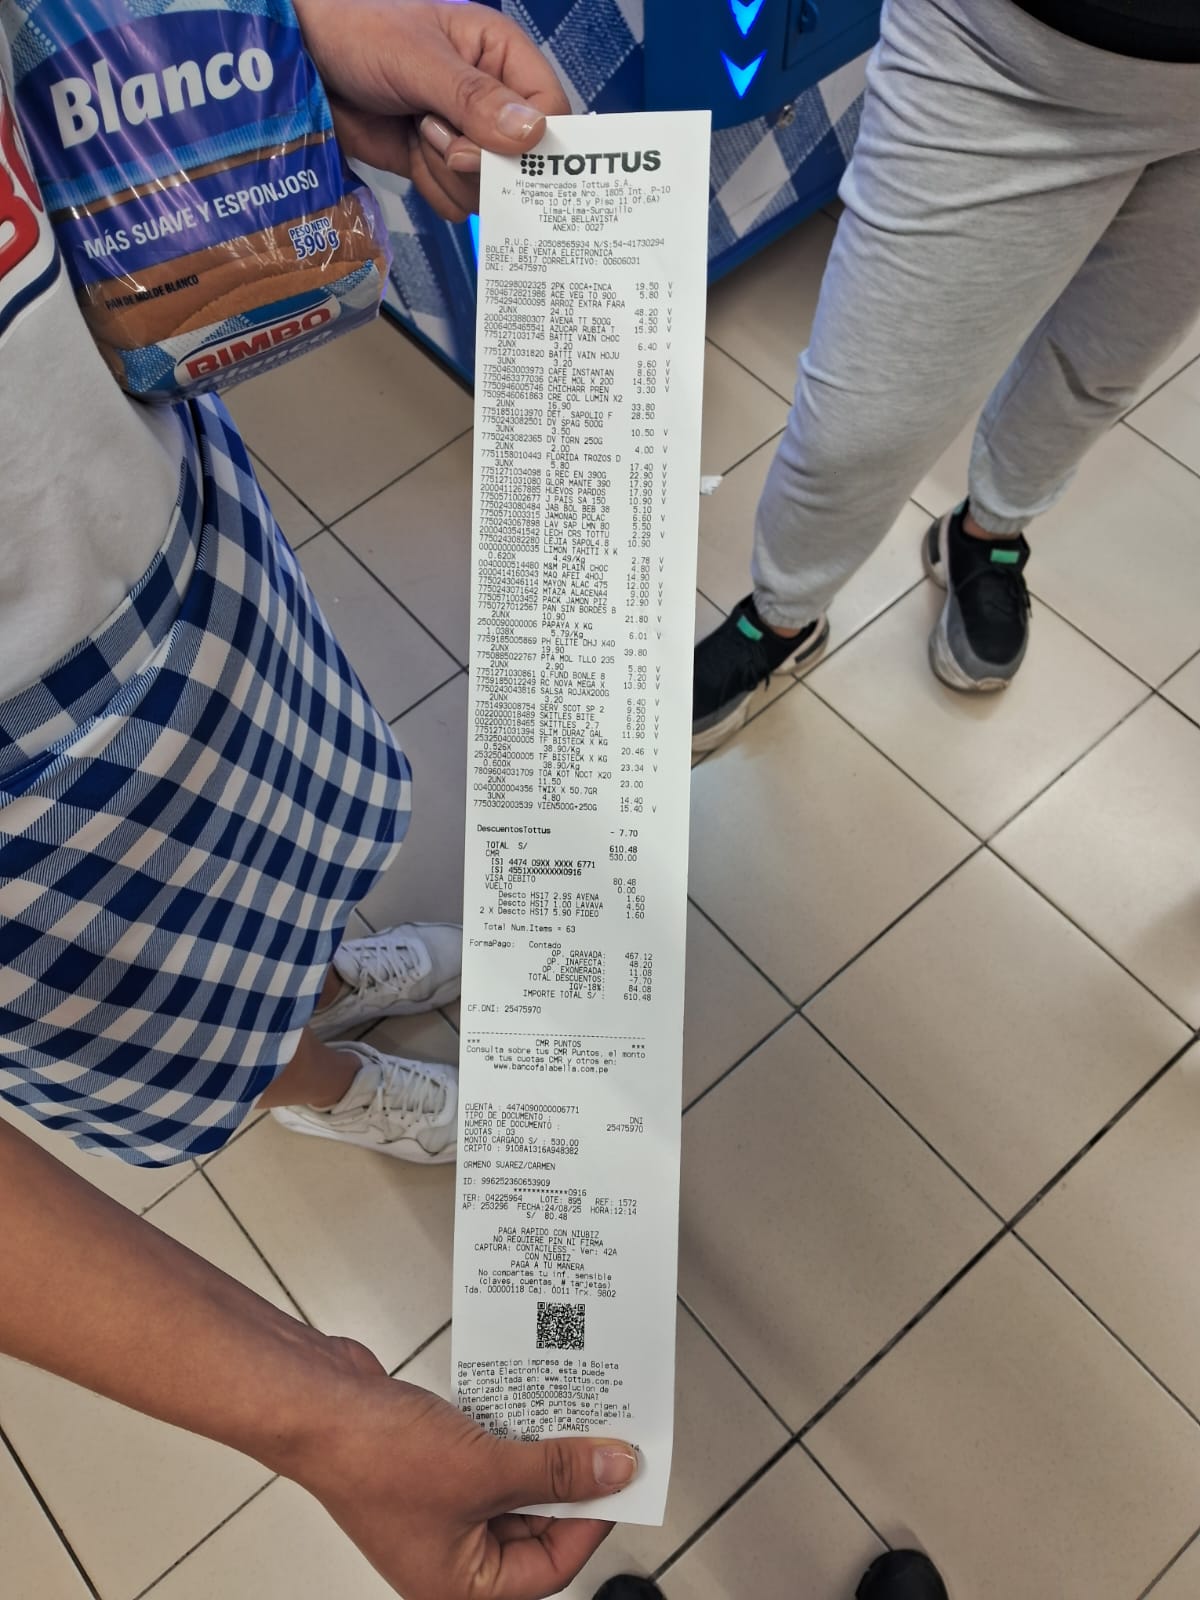 Blanco
MÁS SUAVE Y ESPONJOSO
PESO NETO
590 g
PAN DE MOLDE BLANCO
BIMBO
TOTTUS
Hipermercados Tottus S.A.
Av. Angamos Este Nro. 1805 Int. P-10
(Piso 10 Of.5 y Piso 11 Of.6A)
Lima-Lima-Surquillo
TIENDA BELLAVISTA
ANEXO: 0027
R.U.C.:20508565934 N/S:54-41730294
BOLETA DE VENTA ELECTRONICA
SERIE: B517 CORRELATIVO: 00606031
DNI: 25475970
7750298002325 2PK COCA+INCA 19.50 V
7804672821986 ACE VEG TO 900 5.80 V
7754294000095 ARROZ EXTRA FARA
2UNX 24.10 48.20 V
2000433880307 AVENA TT 500G 4.50 V
2006405465541 AZUCAR RUBIA T 15.90 V
7751271031745 BATTI VAIN CHOC
2UNX 3.20 6.40 V
7751271031820 BATTI VAIN HOJU
3UNX 3.20 9.60 V
7750463003973 CAFE INSTANTAN 8.60 V
7750463377036 CAFE MOL X 200 14.50 V
7750946005746 CHICHARR PREN 3.30 V
7509546061863 CRE COL LUMIN X2
2UNX 16.90 33.80
7751851013970 DET. SAPOLIO F 28.50
7750243082501 DV SPAG 500G
3UNX 3.50 10.50 V
7750243082365 DV TORN 250G
2UNX 2.00 4.00 V
7751158010443 FLORIDA TROZOS D
3UNX 5.80 17.40 V
7751271034098 G REC EN 390G 22.90 V
7751271031080 GLOR MANTE 390 17.90 V
2000411267885 HUEVOS PARDOS 17.90 V
7750571002677 J PAIS SA 150 10.90 V
7750243080484 JAB BOL BEB 38 5.10
7750571003315 JAMONAD POLAC 6.60 V
7750243067898 LAV SAP LMN 80 5.50
2000403541542 LECH CRS TOTTU 2.29 V
7750243082280 LEJIA SAPOL4.8 10.90
0000000000035 LIMON TAHITI X K
0.620X 4.49/Kg 2.78 V
0040000514480 M&M PLAIN CHOC 4.80 V
2000414160343 MAQ AFEI 4HOJ 14.90
7750243046114 MAYON ALAC 475 12.00 V
7750243071642 MTAZA ALACENA4 9.00 V
7750571003452 PACK JAMON PIZ 12.90 V
7750727012567 PAN SIN BORDES B
2UNX 10.90 21.80 V
2500090000006 PAPAYA X KG
1.038X 5.79/Kg 6.01 V
7759185005869 PH ELITE DHJ X40
2UNX 19.90 39.80
7750885022767 PTA MOL TLLO 235
2UNX 2.90 5.80 V
7751271030861 Q.FUND BONLE 8 7.20 V
7759185012249 RC NOVA MEGA X 13.90 V
7750243043816 SALSA ROJAX200G
2UNX 3.20 6.40 V
7751493008754 SERV SCOT SP 2 9.50
0022000018489 SKITLES BITE 6.20 V
0022000018465 SKITTLES 2.7 6.20 V
7751271031394 SLIM DURAZ GAL 11.90 V
2532504000005 TF BISTECK X KG
0.526X 38.90/Kg 20.46 V
2532504000005 TF BISTECK X KG
0.600X 38.90/Kg 23.34 V
7809604031709 TOA KOT NOCT X20
2UNX 11.50 23.00
0040000004356 TWIX X 50.7GR
3UNX 4.80 14.40
7750302003539 VIEN500G+250G 15.40 V
DescuentosTottus - 7.70
TOTAL S/ 610.48
CMR 530.00
[S] 4474 09XX XXXX 6771
[S] 4551XXXXXXXX0916
VISA DEBITO 80.48
VUELTO 0.00
Descto HS17 2.95 AVENA 1.60
Descto HS17 1.00 LAVAVA 4.50
2 X Descto HS17 5.90 FIDEO 1.60
Total Num.Items = 63
FormaPago: Contado
OP. GRAVADA: 467.12
OP. INAFECTA: 48.20
OP. EXONERADA: 11.08
TOTAL DESCUENTOS: -7.70
IGV-18%: 84.08
IMPORTE TOTAL S/ : 610.48
CF.DNI: 25475970
*** CMR PUNTOS ***
Consulta sobre tus CMR Puntos, el monto
de tus cuotas CMR y otros en:
www.bancofalabella.com.pe
CUENTA : 4474090000006771
TIPO DE DOCUMENTO : DNI
NUMERO DE DOCUMENTO : 25475970
CUOTAS : 03
MONTO CARGADO S/ : 530.00
CRIPTO : 9108A1316A948382
ORMENO SUAREZ/CARMEN
ID: 996252360653909
************0916
TER: 04225964 LOTE: 895 REF: 1572
AP: 253296 FECHA:24/08/25 HORA:12:14
S/ 80.48
PAGA RAPIDO CON NIUBIZ
NO REQUIERE PIN NI FIRMA
CAPTURA: CONTACTLESS - Ver: 42A
CON NIUBIZ
PAGA A TU MANERA
No compartas tu inf. sensible
(claves, cuentas, # tarjetas)
Tda. 00000118 Caj. 0011 Trx. 9802
Representacion impresa de la Boleta
de Venta Electronica, esta puede
ser consultada en: www.tottus.com.pe
Autorizado mediante resolucion de
intendencia 0180050000833/SUNAT
las operaciones CMR puntos se rigen al
publicado en bancofalabella.
el cliente declara conocer.
0360 - LAGOS C DAMARIS
9802